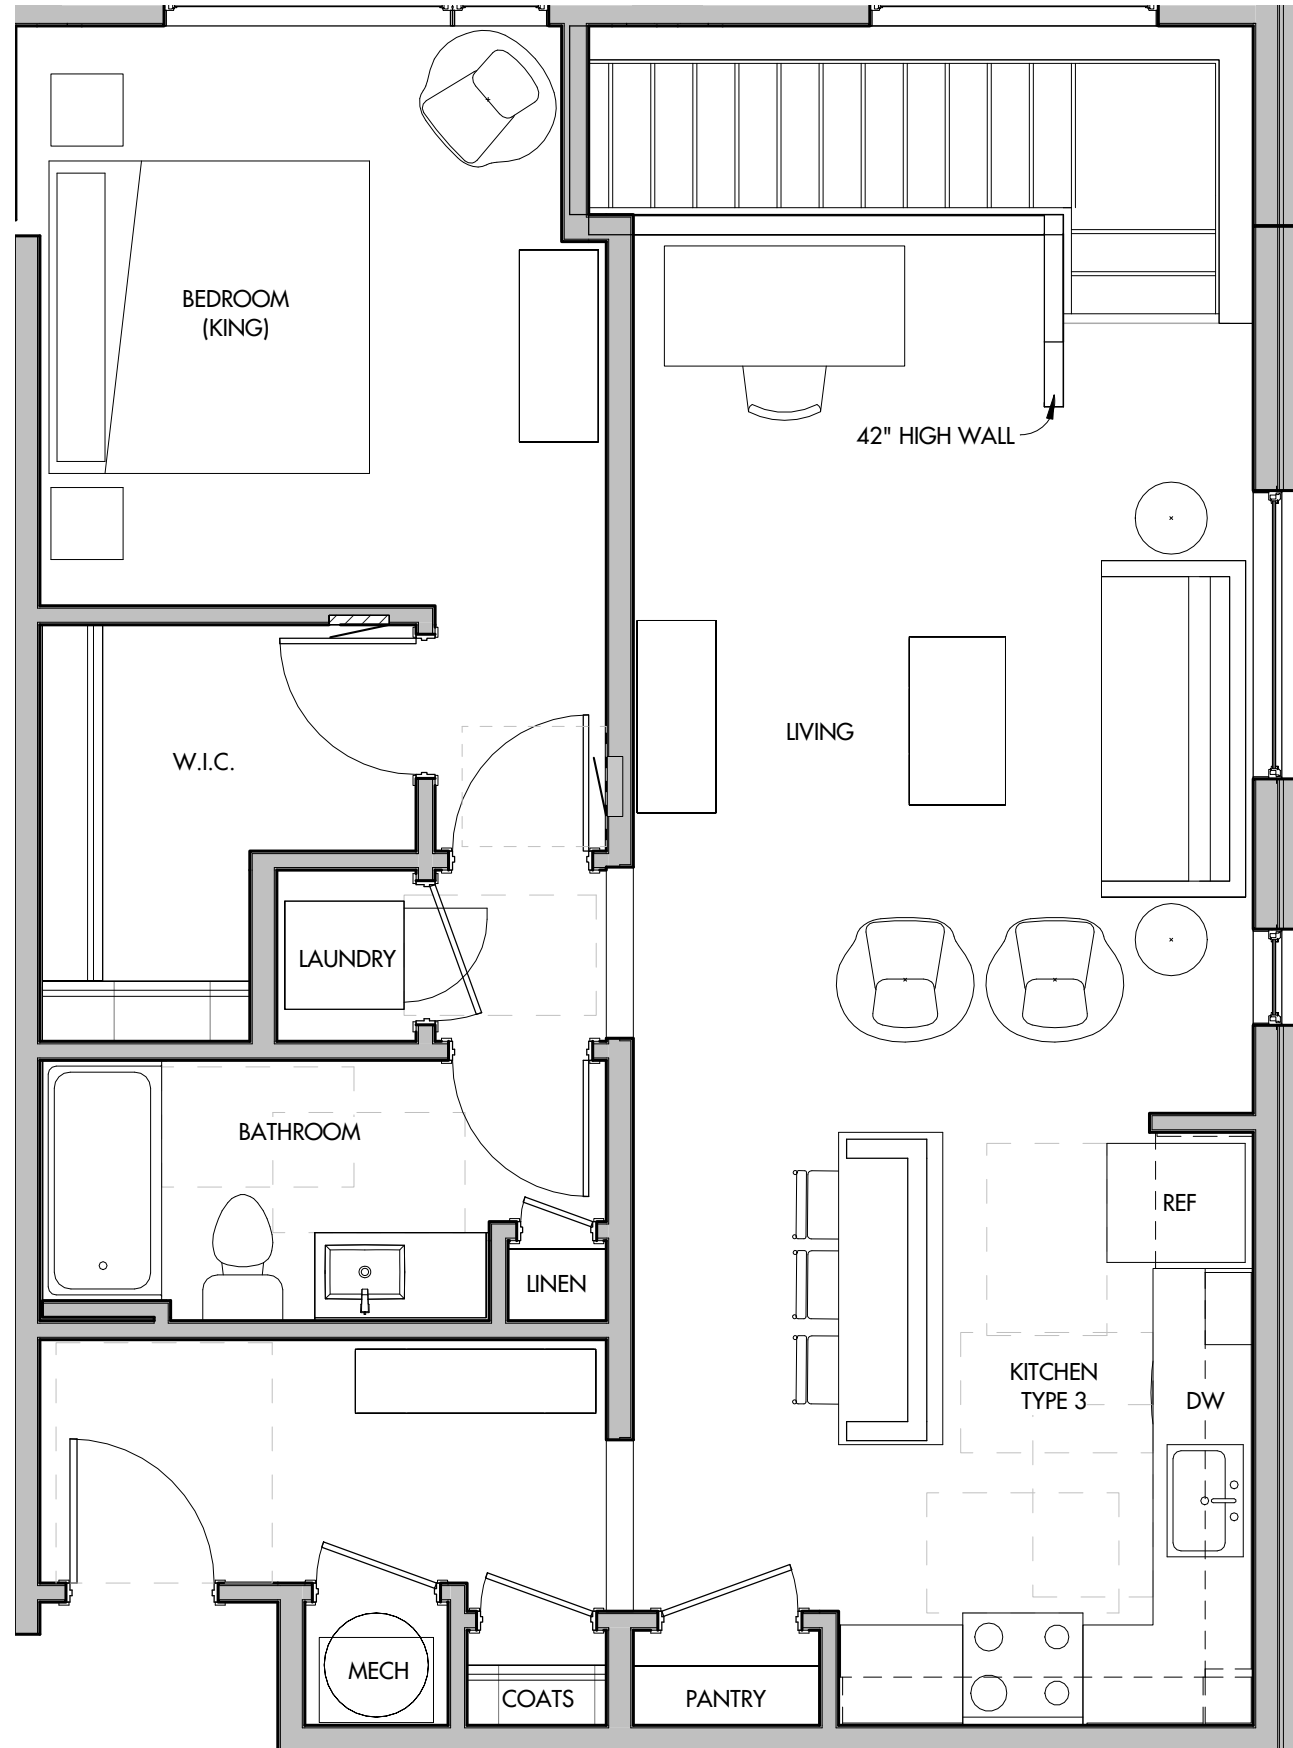 BEDROOM
(KING)
42" HIGH WALL
LIVING
W.I.C.
LAUNDRY
BATHROOM
REF
LINEN
KITCHEN
TYPE 3
DW
MECH
COATS
PANTRY